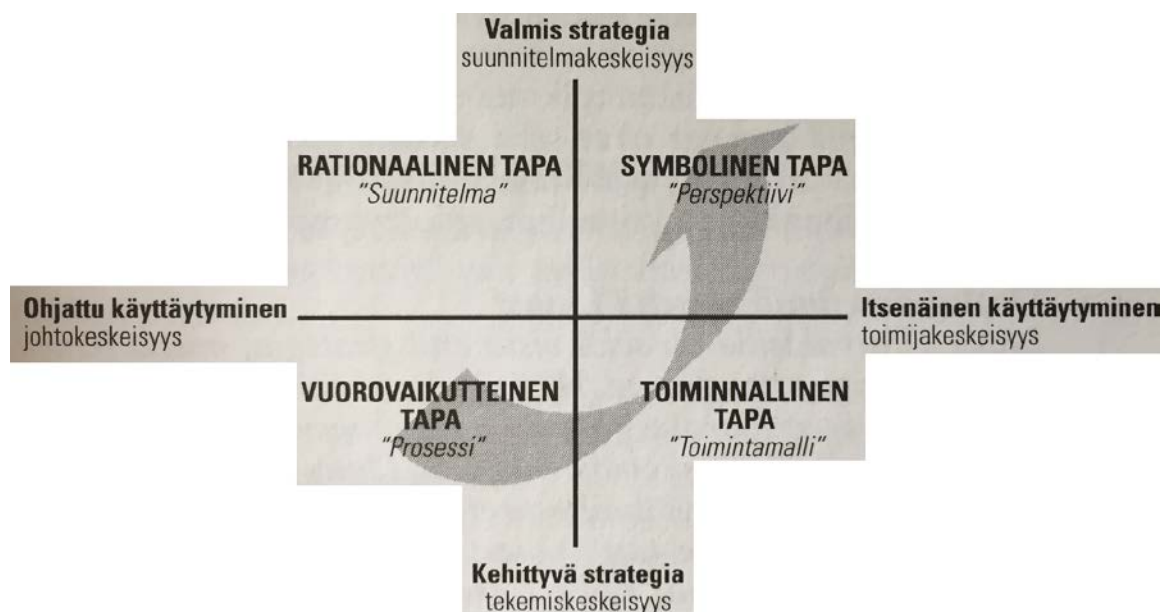 Valmis strategia
suunnitelmakeskeisyys
RATIONAALINEN TAPA
"Suunnitelma"
SYMBOLINEN TAPA
"Perspektiivi"
Ohjattu käyttäytyminen
johtokeskeisyys
Itsenäinen käyttäytyminen
toimijakeskeisyys
VUOROVAIKUTTEINEN
TAPA
"Prosessi"
TOIMINNALLINEN
TAPA
"Toimintamalli"
Kehittyvä strategia
tekemiskeskeisyys